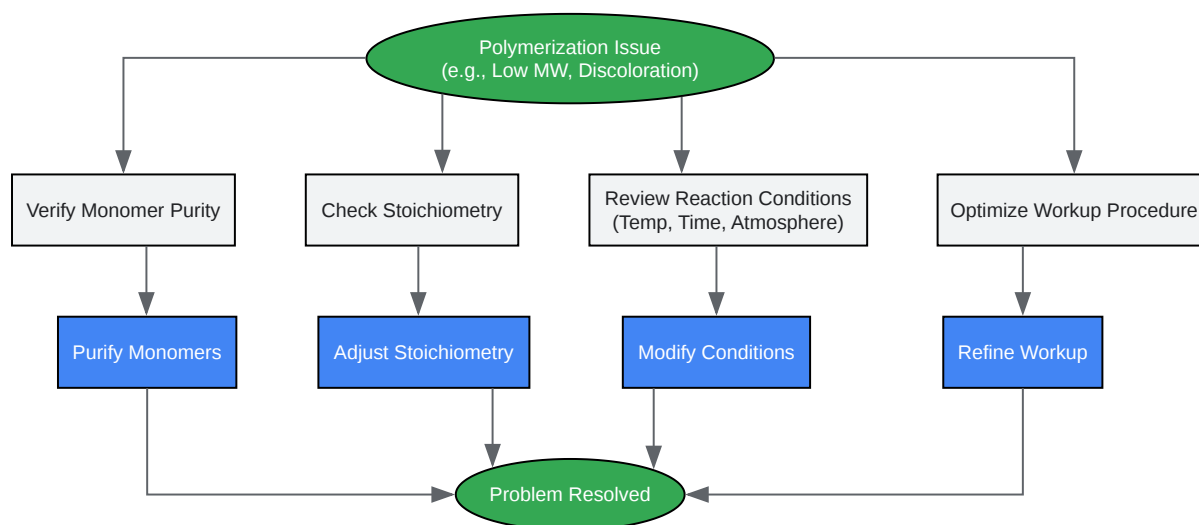 Polymerization Issue
(e.g., Low MW, Discoloration)
Verify Monomer Purity
Check Stoichiometry
Review Reaction Conditions
(Temp, Time, Atmosphere)
Optimize Workup Procedure
Purify Monomers
Adjust Stoichiometry
Modify Conditions
Refine Workup
Problem Resolved